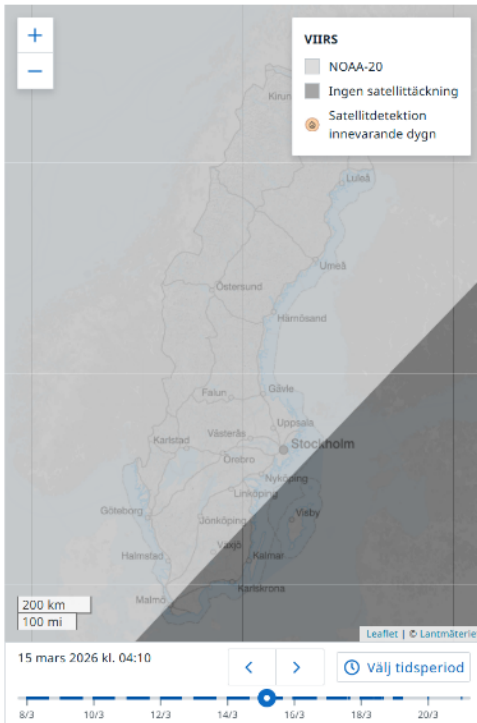 +
−
VIIRS
NOAA-20
Ingen satellittäckning
Satellitdetektion
innevarande dygn
Luleå
Umeå
Östersund
Härnösand
Gävle
Falun
Uppsala
Västerås
Karlstad
Stockholm
Örebro
Nyköping
Linköping
Göteborg
Jönköping
Visby
Växjö
Halmstad
Kalmar
Karlskrona
Malmö
200 km
100 mi
Leaflet | © Lantmäterie
15 mars 2026 kl. 04:10
<
>
Välj tidsperiod
8/3 10/3 12/3 14/3 16/3 18/3 20/3